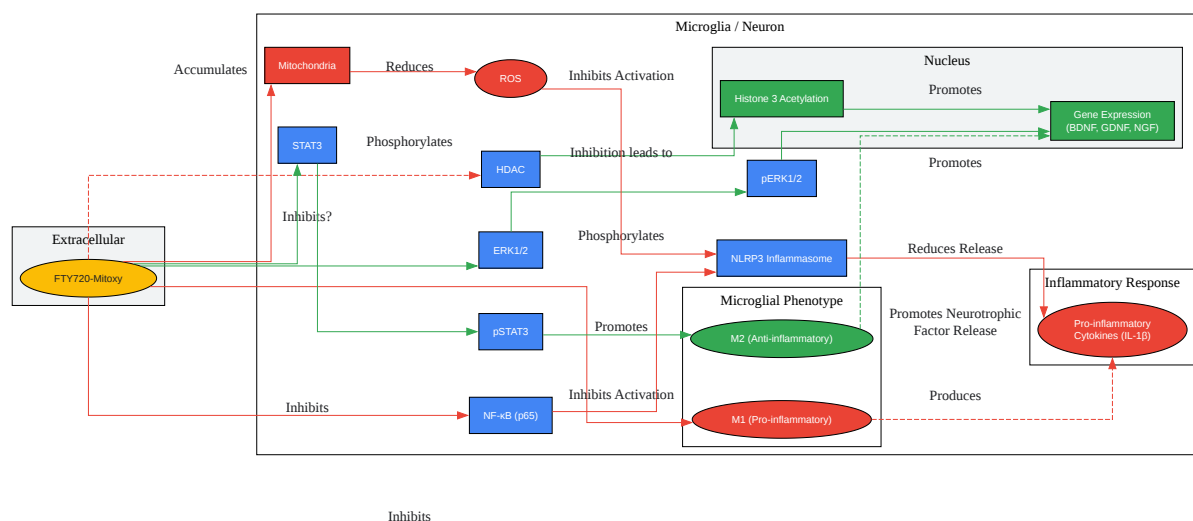 Microglia / Neuron
Nucleus
Accumulates
Mitochondria
Reduces
ROS
Inhibits Activation
Histone 3 Acetylation
Promotes
Gene Expression
(BDNF, GDNF, NGF)
STAT3
Phosphorylates
HDAC
Inhibition leads to
pERK1/2
Promotes
Inhibits?
Extracellular
FTY720-Mitoxy
ERK1/2
Phosphorylates
NLRP3 Inflammasome
Reduces Release
Inflammatory Response
Pro-inflammatory
Cytokines (IL-1β)
Microglial Phenotype
pSTAT3
Promotes
M2 (Anti-inflammatory)
Promotes Neurotrophic
Factor Release
Inhibits
NF-κB (p65)
Inhibits Activation
M1 (Pro-inflammatory)
Produces
Inhibits